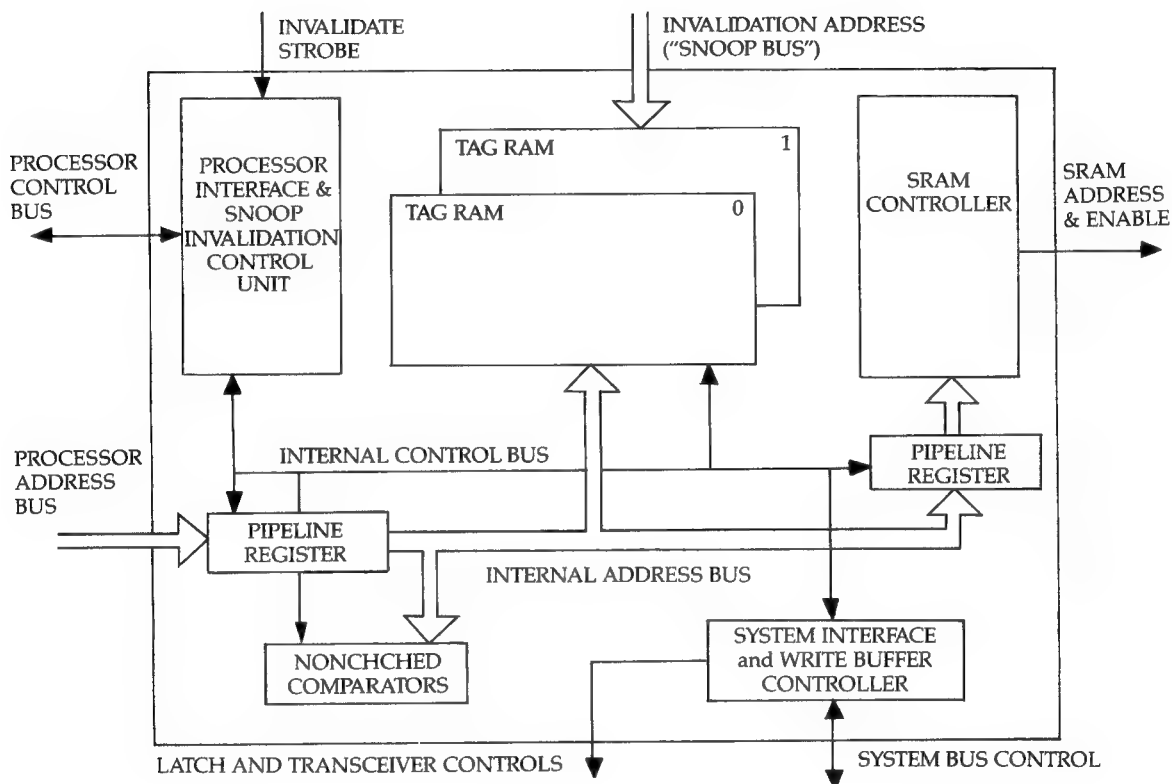 INVALIDATE
STROBE
INVALIDATION ADDRESS
("SNOOP BUS")
PROCESSOR
CONTROL
BUS
PROCESSOR
INTERFACE &
SNOOP
INVALIDATION
CONTROL
UNIT
TAG RAM 1
TAG RAM 0
SRAM
CONTROLLER
SRAM
ADDRESS
& ENABLE
PROCESSOR
ADDRESS
BUS
INTERNAL CONTROL BUS
PIPELINE
REGISTER
PIPELINE
REGISTER
INTERNAL ADDRESS BUS
NONCHCHED
COMPARATORS
SYSTEM INTERFACE
and WRITE BUFFER
CONTROLLER
LATCH AND TRANSCEIVER CONTROLS
SYSTEM BUS CONTROL